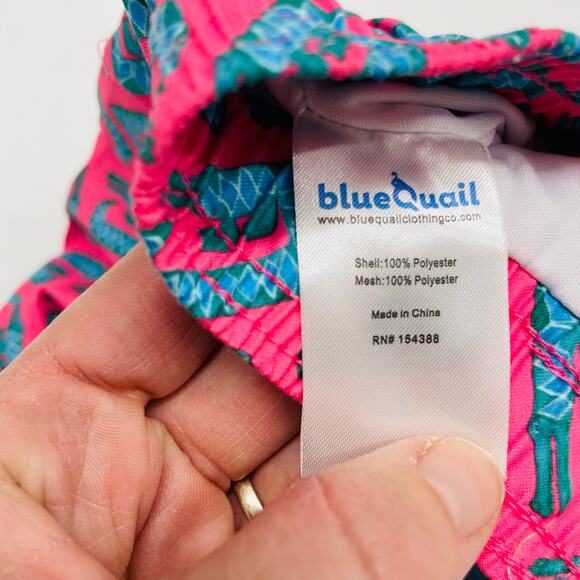 blueQuail
www.bluequailclothingco.com
Shell:100% Polyester
Mesh:100% Polyester
Made in China
RN# 154388